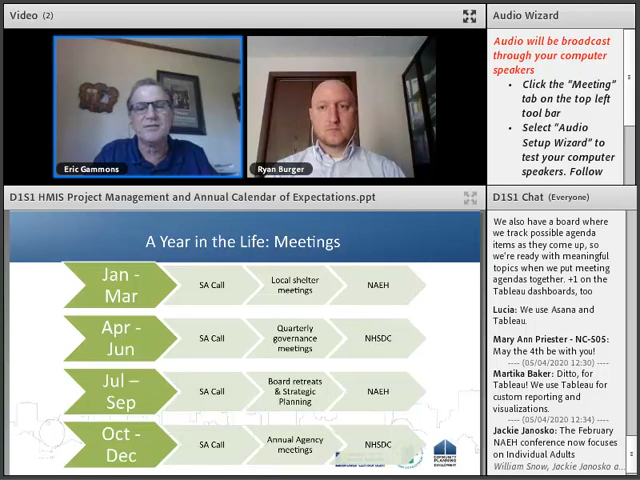 Video (2)
Eric Gammons
Ryan Burger
Audio Wizard
Audio will be broadcast
through your computer
speakers
• Click the "Meeting"
tab on the top left
tool bar
• Select "Audio
Setup Wizard" to
test your computer
speakers. Follow
D1S1 HMIS Project Management and Annual Calendar of Expectations.ppt
A Year in the Life: Meetings
Jan -
Mar
SA Call
Local shelter
meetings
NAEH
Apr -
Jun
SA Call
Quarterly
governance
meetings
NHSDC
Jul –
Sep
SA Call
Board retreats
& Strategic
Planning
NAEH
Oct -
Dec
SA Call
Annual Agency
meetings
NHSDC
COMMUNITY
PLANNING
DEVELOPMENT
D1S1 Chat (Everyone)
We also have a board where
we track possible agenda
items as they come up, so
we're ready with meaningful
topics when we put meeting
agendas together. +1 on the
Tableau dashboards, too
Lucia: We use Asana and
Tableau.
Mary Ann Priester - NC-505:
May the 4th be with you!
---- (05/04/2020 12:30) ----
Martika Baker: Ditto, for
Tableau! We use Tableau for
custom reporting and
visualizations.
---- (05/04/2020 12:34) ----
Jackie Janosko: The February
NAEH conference now focuses
on Individual Adults
William Snow, Jackie Janosko a...